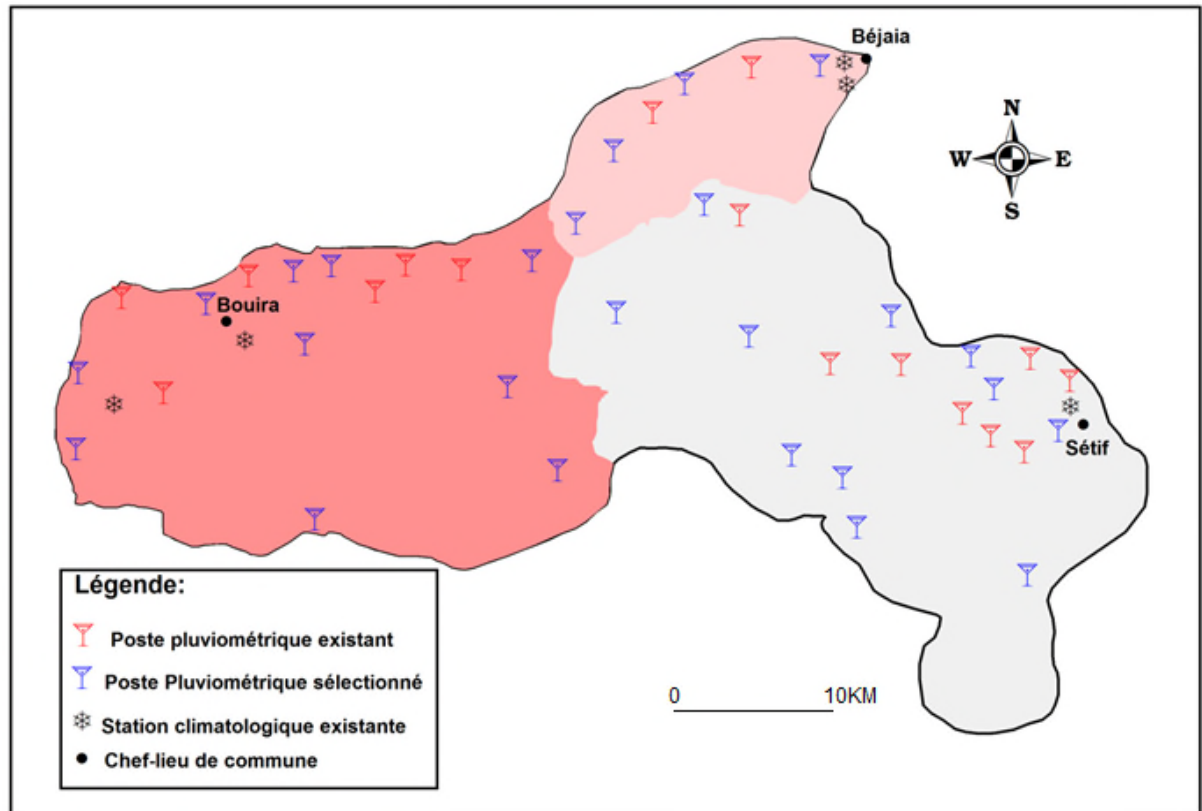 Béjaia
N
W E
S
Bouira
Sétif
Légende:
Poste pluviométrique existant
Poste Pluviométrique sélectionné
Station climatologique existante
Chef-lieu de commune
0 10KM